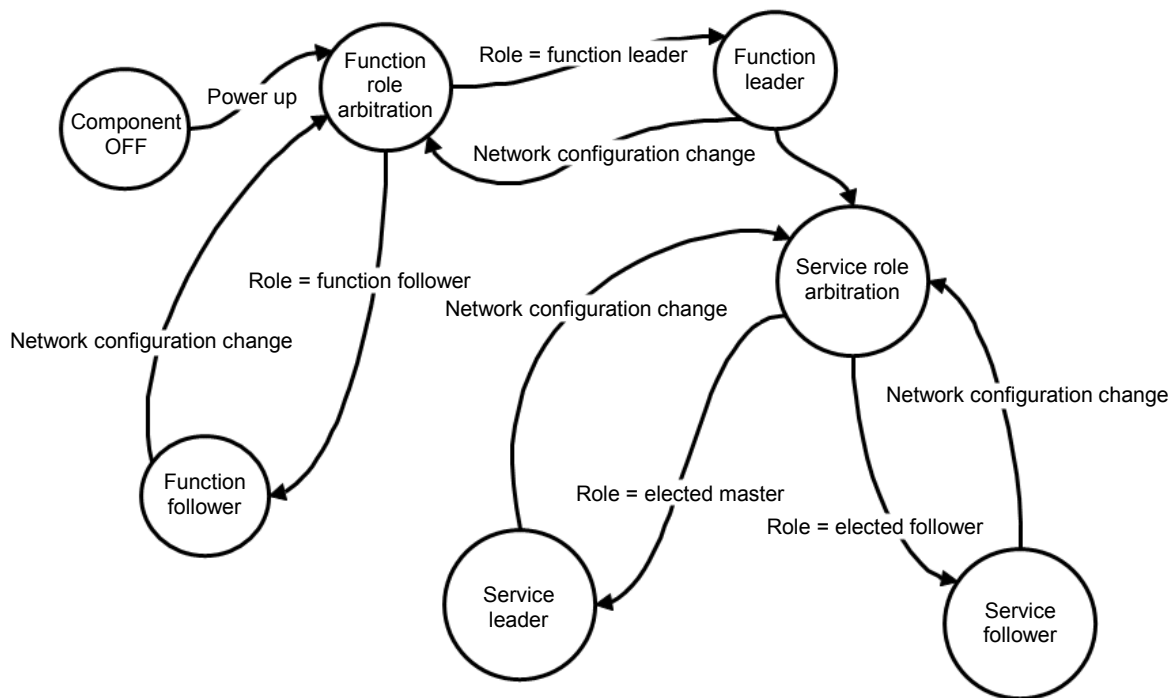 Function
role
arbitration
Role = function leader
Function
leader
Power up
Component
OFF
Network configuration change
Role = function follower
Service role
arbitration
Network configuration change
Network configuration change
Network configuration change
Function
follower
Role = elected master
Role = elected follower
Service
leader
Service
follower